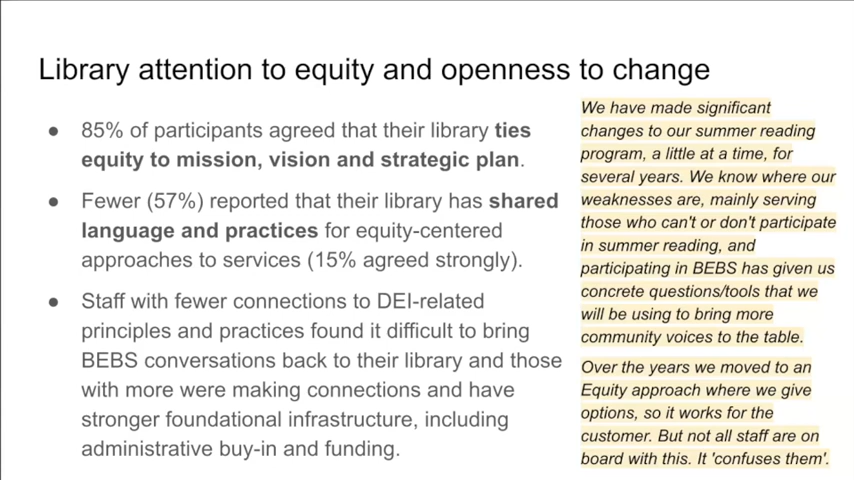 Library attention to equity and openness to change
● 85% of participants agreed that their library ties
equity to mission, vision and strategic plan.
● Fewer (57%) reported that their library has shared
language and practices for equity-centered
approaches to services (15% agreed strongly).
● Staff with fewer connections to DEI-related
principles and practices found it difficult to bring
BEBS conversations back to their library and those
with more were making connections and have
stronger foundational infrastructure, including
administrative buy-in and funding.
We have made significant
changes to our summer reading
program, a little at a time, for
several years. We know where our
weaknesses are, mainly serving
those who can't or don't participate
in summer reading, and
participating in BEBS has given us
concrete questions/tools that we
will be using to bring more
community voices to the table.
Over the years we moved to an
Equity approach where we give
options, so it works for the
customer. But not all staff are on
board with this. It 'confuses them'.